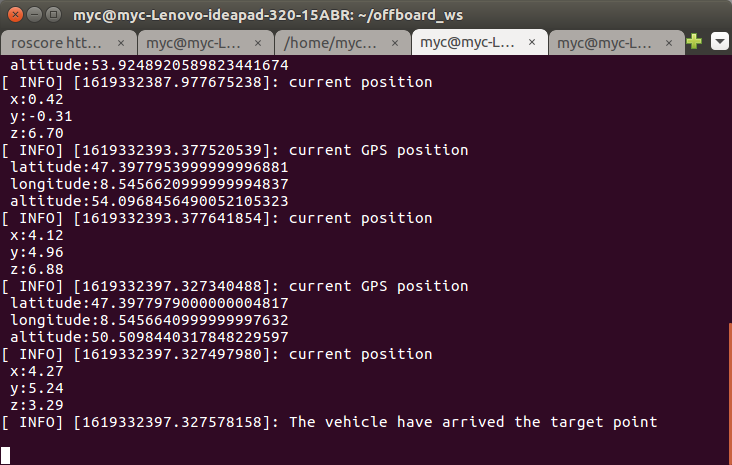 myc@myc-Lenovo-ideapad-320-15ABR: ~/offboard_ws
roscore htt... × myc@myc-L... × /home/myc... × myc@myc-L... × myc@myc-L... ×
altitude:53.9248920589823441674
[ INFO] [1619332387.977675238]: current position
x:0.42
y:-0.31
z:6.70
[ INFO] [1619332393.377520539]: current GPS position
latitude:47.3977953999999996881
longitude:8.5456620999999994837
altitude:54.0968456490052105323
[ INFO] [1619332393.377641854]: current position
x:4.12
y:4.96
z:6.88
[ INFO] [1619332397.327340488]: current GPS position
latitude:47.3977979000000004817
longitude:8.5456640999999997632
altitude:50.5098440317848229597
[ INFO] [1619332397.327497980]: current position
x:4.27
y:5.24
z:3.29
[ INFO] [1619332397.327578158]: The vehicle have arrived the target point